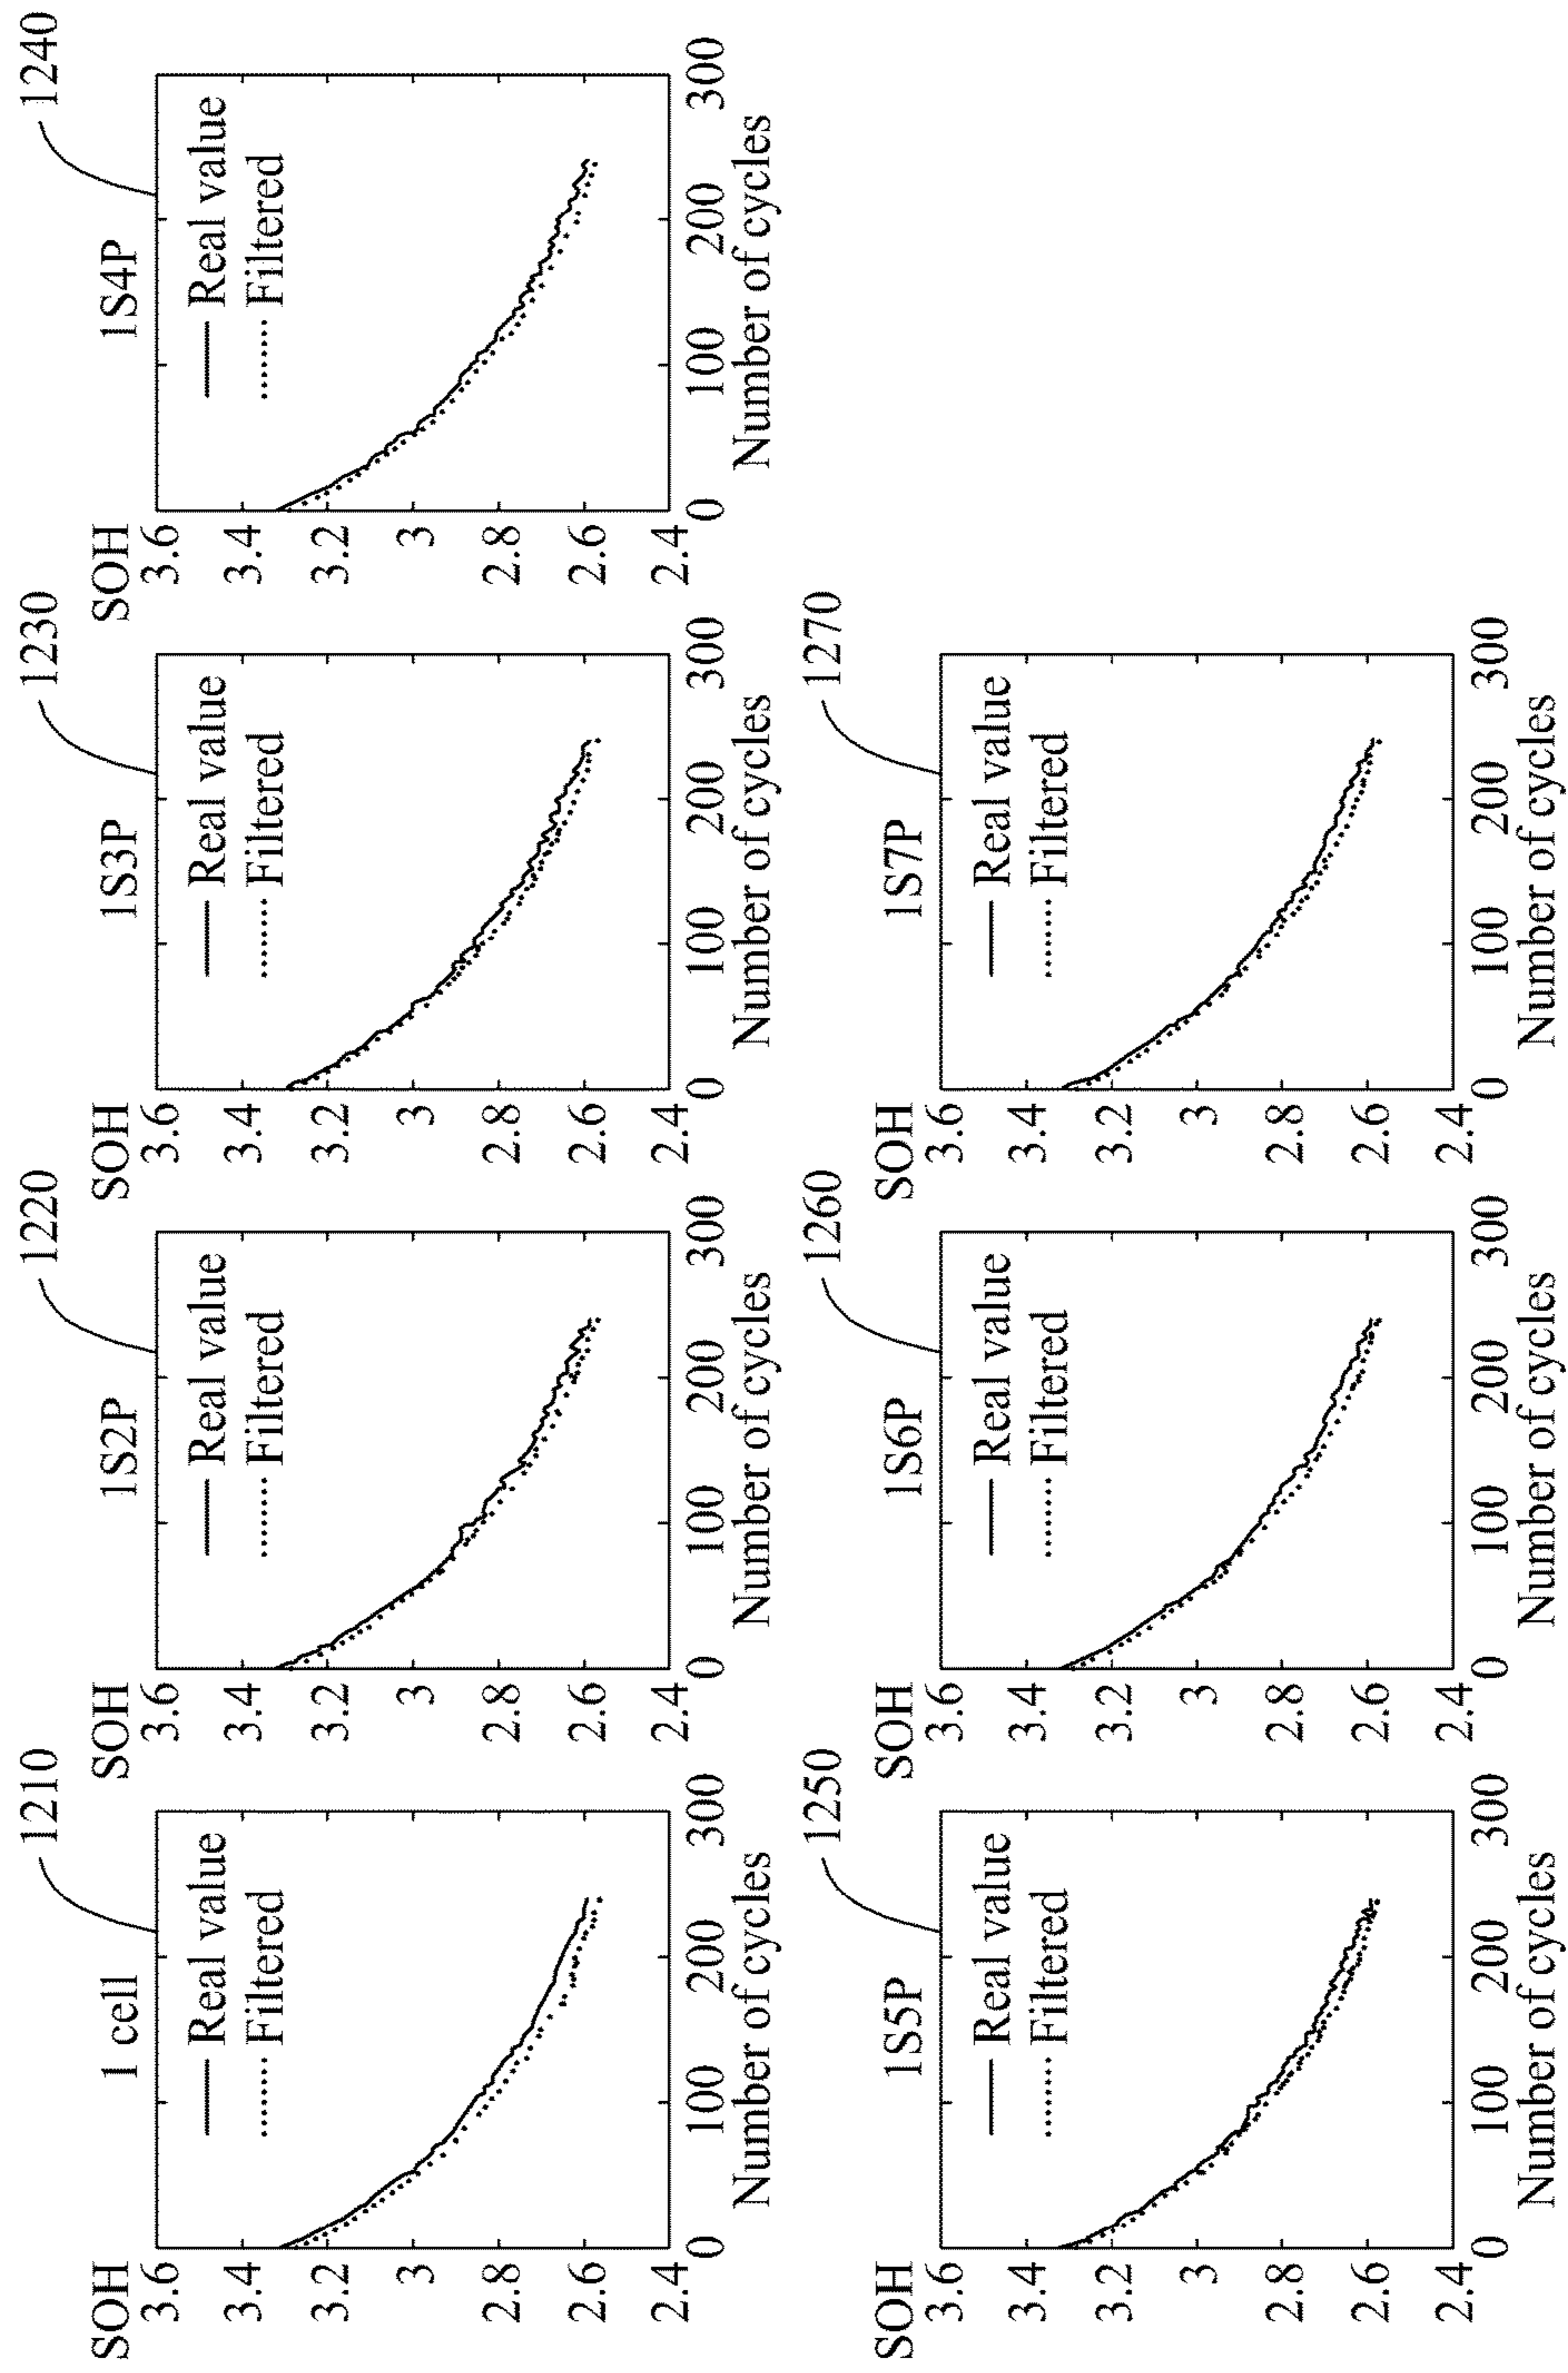 1210
1 cell
SOH
3.6
3.4
3.2
3
2.8
2.6
2.4
Real value
Filtered
0 100 200 300
Number of cycles
1220
1S2P
SOH
3.6
3.4
3.2
3
2.8
2.6
2.4
Real value
Filtered
0 100 200 300
Number of cycles
1230
1S3P
SOH
3.6
3.4
3.2
3
2.8
2.6
2.4
Real value
Filtered
0 100 200 300
Number of cycles
1240
1S4P
SOH
3.6
3.4
3.2
3
2.8
2.6
2.4
Real value
Filtered
0 100 200 300
Number of cycles
1250
1S5P
SOH
3.6
3.4
3.2
3
2.8
2.6
2.4
Real value
Filtered
0 100 200 300
Number of cycles
1260
1S6P
SOH
3.6
3.4
3.2
3
2.8
2.6
2.4
Real value
Filtered
0 100 200 300
Number of cycles
1270
1S7P
SOH
3.6
3.4
3.2
3
2.8
2.6
2.4
Real value
Filtered
0 100 200 300
Number of cycles